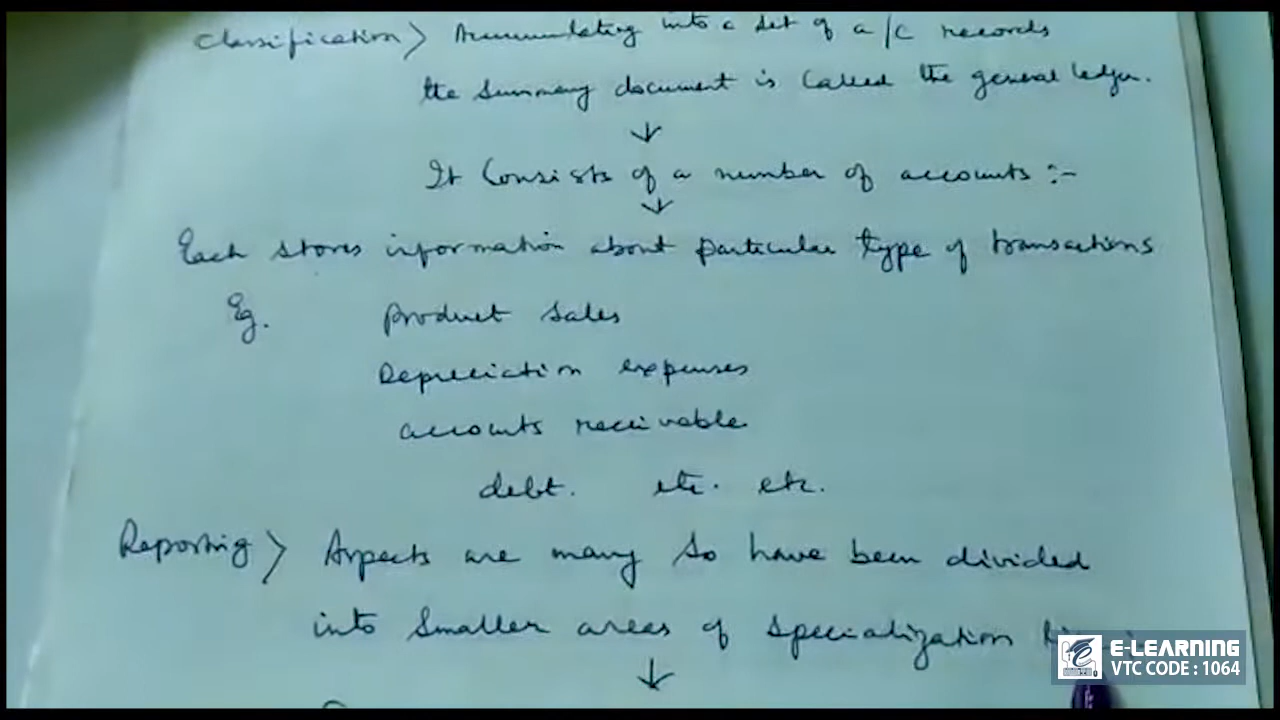 Classification > Accumulating into a set of a/c records
the summary document is called the general ledger.
↓
It consists of a number of accounts :-
↓
Each stores information about particular type of transactions
Eg. Product sales
Depreciation expenses
accounts receivable
debt. etc. etc.
Reporting > Aspects are many so have been divided
into smaller areas of specialization
↓
E-LEARNING
VTC CODE : 1064